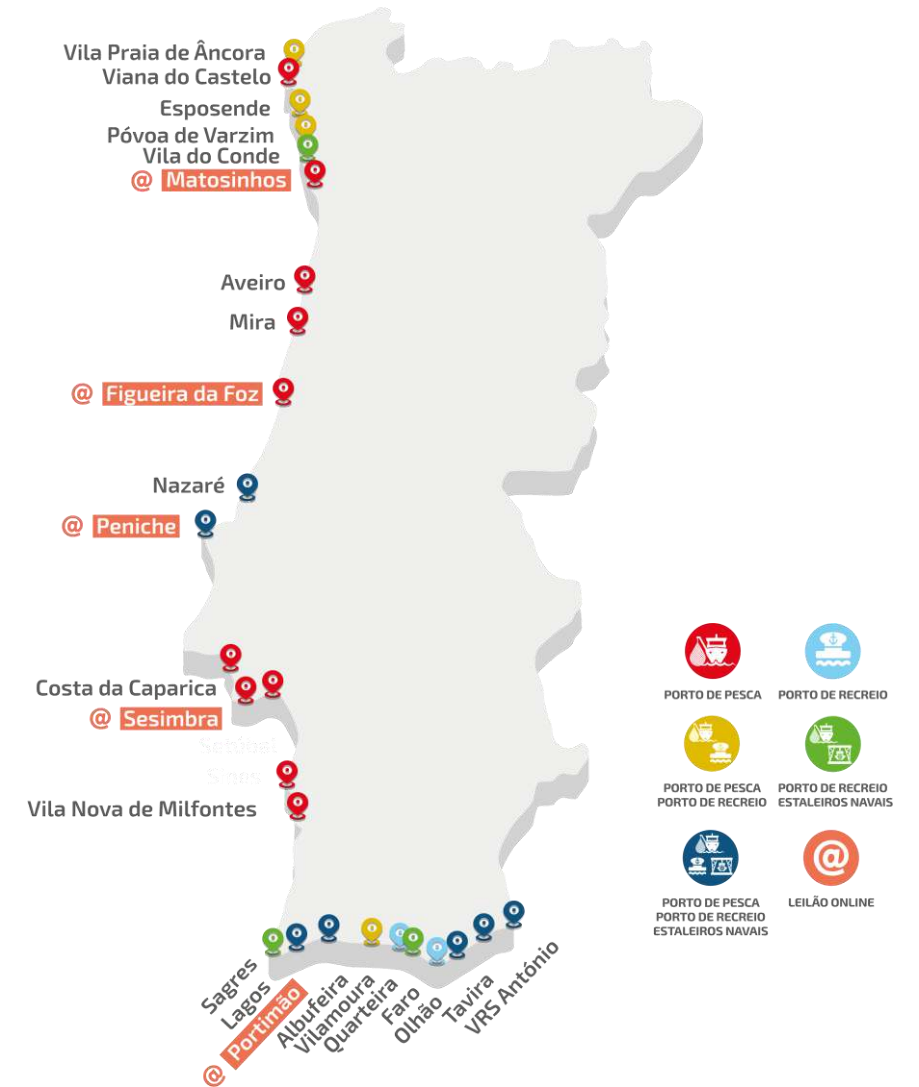 Vila Praia de Âncora
Viana do Castelo
Esposende
Póvoa de Varzim
Vila do Conde
@ Matosinhos
Aveiro
Mira
@ Figueira da Foz
Nazaré
@ Peniche
Costa da Caparica
@ Sesimbra
Setúbal
Sines
Vila Nova de Milfontes
Sagres
Lagos
@ Portimão
Albufeira
Vilamoura
Quarteira
Faro
Olhão
Tavira
VRS António
PORTO DE PESCA
PORTO DE RECREIO
PORTO DE PESCA
PORTO DE RECREIO
PORTO DE RECREIO
ESTALEIROS NAVAIS
PORTO DE PESCA
PORTO DE RECREIO
ESTALEIROS NAVAIS
@
LEILÃO ONLINE